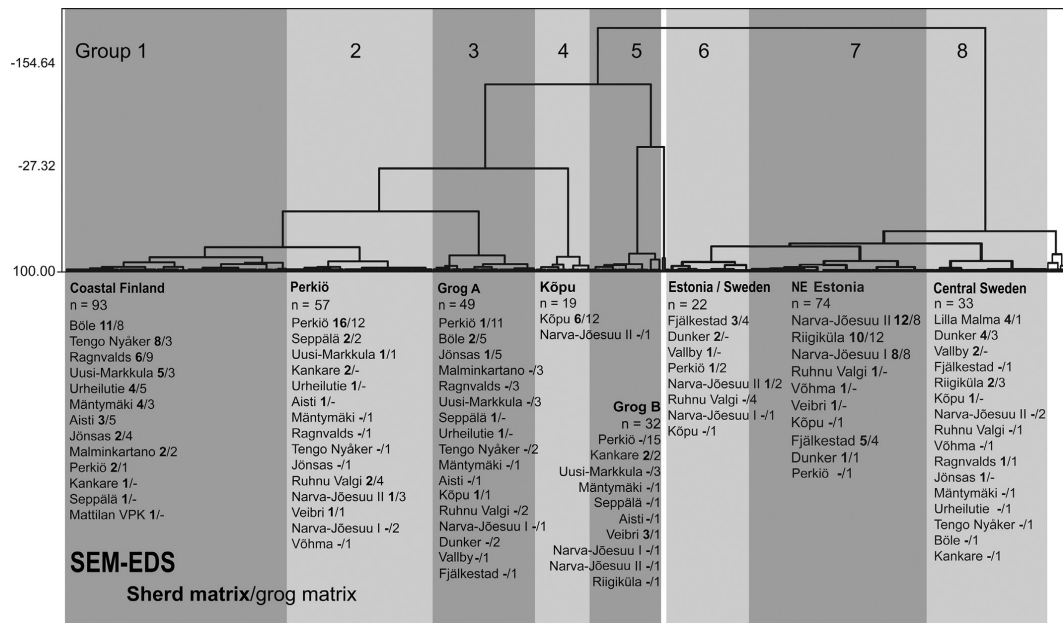 Group 1
2
3
4
5
6
7
8
-154.64
-27.32
100.00
Coastal Finland
n = 93
Böle 11/8
Tengo Nyåker 8/3
Ragnvalds 6/9
Uusi-Markkula 5/3
Urheilutie 4/5
Mäntymäki 4/3
Aisti 3/5
Jönsas 2/4
Malminkartano 2/2
Perkiö 2/1
Kankare 1/-
Seppälä 1/-
Mattilan VPK 1/-
Perkiö
n = 57
Perkiö 16/12
Seppälä 2/2
Uusi-Markkula 1/1
Kankare 2/-
Urheilutie 1/-
Aisti 1/-
Mäntymäki -/1
Ragnvalds -/1
Tengo Nyåker -/1
Jönsas -/1
Ruhnu Valgi 2/4
Narva-Jõesuu II 1/3
Veibri 1/1
Narva-Jõesuu I -/2
Võhma -/1
Grog A
n = 49
Perkiö 1/11
Böle 2/5
Jönsas 1/5
Malminkartano -/3
Ragnvalds -/3
Uusi-Markkula -/3
Seppälä 1/-
Urheilutie 1/-
Tengo Nyåker -/2
Mäntymäki -/1
Aisti -/1
Kõpu 1/1
Ruhnu Valgi -/2
Narva-Jõesuu I -/1
Dunker -/2
Vallby -/1
Fjälkestad -/1
Kõpu
n = 19
Kõpu 6/12
Narva-Jõesuu II -/1
Grog B
n = 32
Perkiö -/15
Kankare 2/2
Uusi-Markkula -/3
Mäntymäki -/1
Seppälä -/1
Aisti -/1
Veibri 3/1
Narva-Jõesuu I -/1
Narva-Jõesuu II -/1
Riigiküla -/1
Estonia / Sweden
n = 22
Fjälkestad 3/4
Dunker 2/-
Vallby 1/-
Perkiö 1/2
Narva-Jõesuu II 1/2
Ruhnu Valgi -/4
Narva-Jõesuu I -/1
Kõpu -/1
NE Estonia
n = 74
Narva-Jõesuu II 12/8
Riigiküla 10/12
Narva-Jõesuu I 8/8
Ruhnu Valgi 1/-
Võhma 1/-
Veibri 1/-
Kõpu -/1
Fjälkestad 5/4
Dunker 1/1
Perkiö -/1
Central Sweden
n = 33
Lilla Malma 4/1
Dunker 4/3
Vallby 2/-
Fjälkestad -/1
Riigiküla 2/3
Kõpu 1/-
Narva-Jõesuu II -/2
Ruhnu Valgi -/1
Võhma -/1
Ragnvalds 1/1
Jönsas 1/-
Mäntymäki -/1
Urheilutie -/1
Tengo Nyåker -/1
Böle -/1
Kankare -/1
SEM-EDS
Sherd matrix/grog matrix